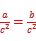 a/c² = b/c²